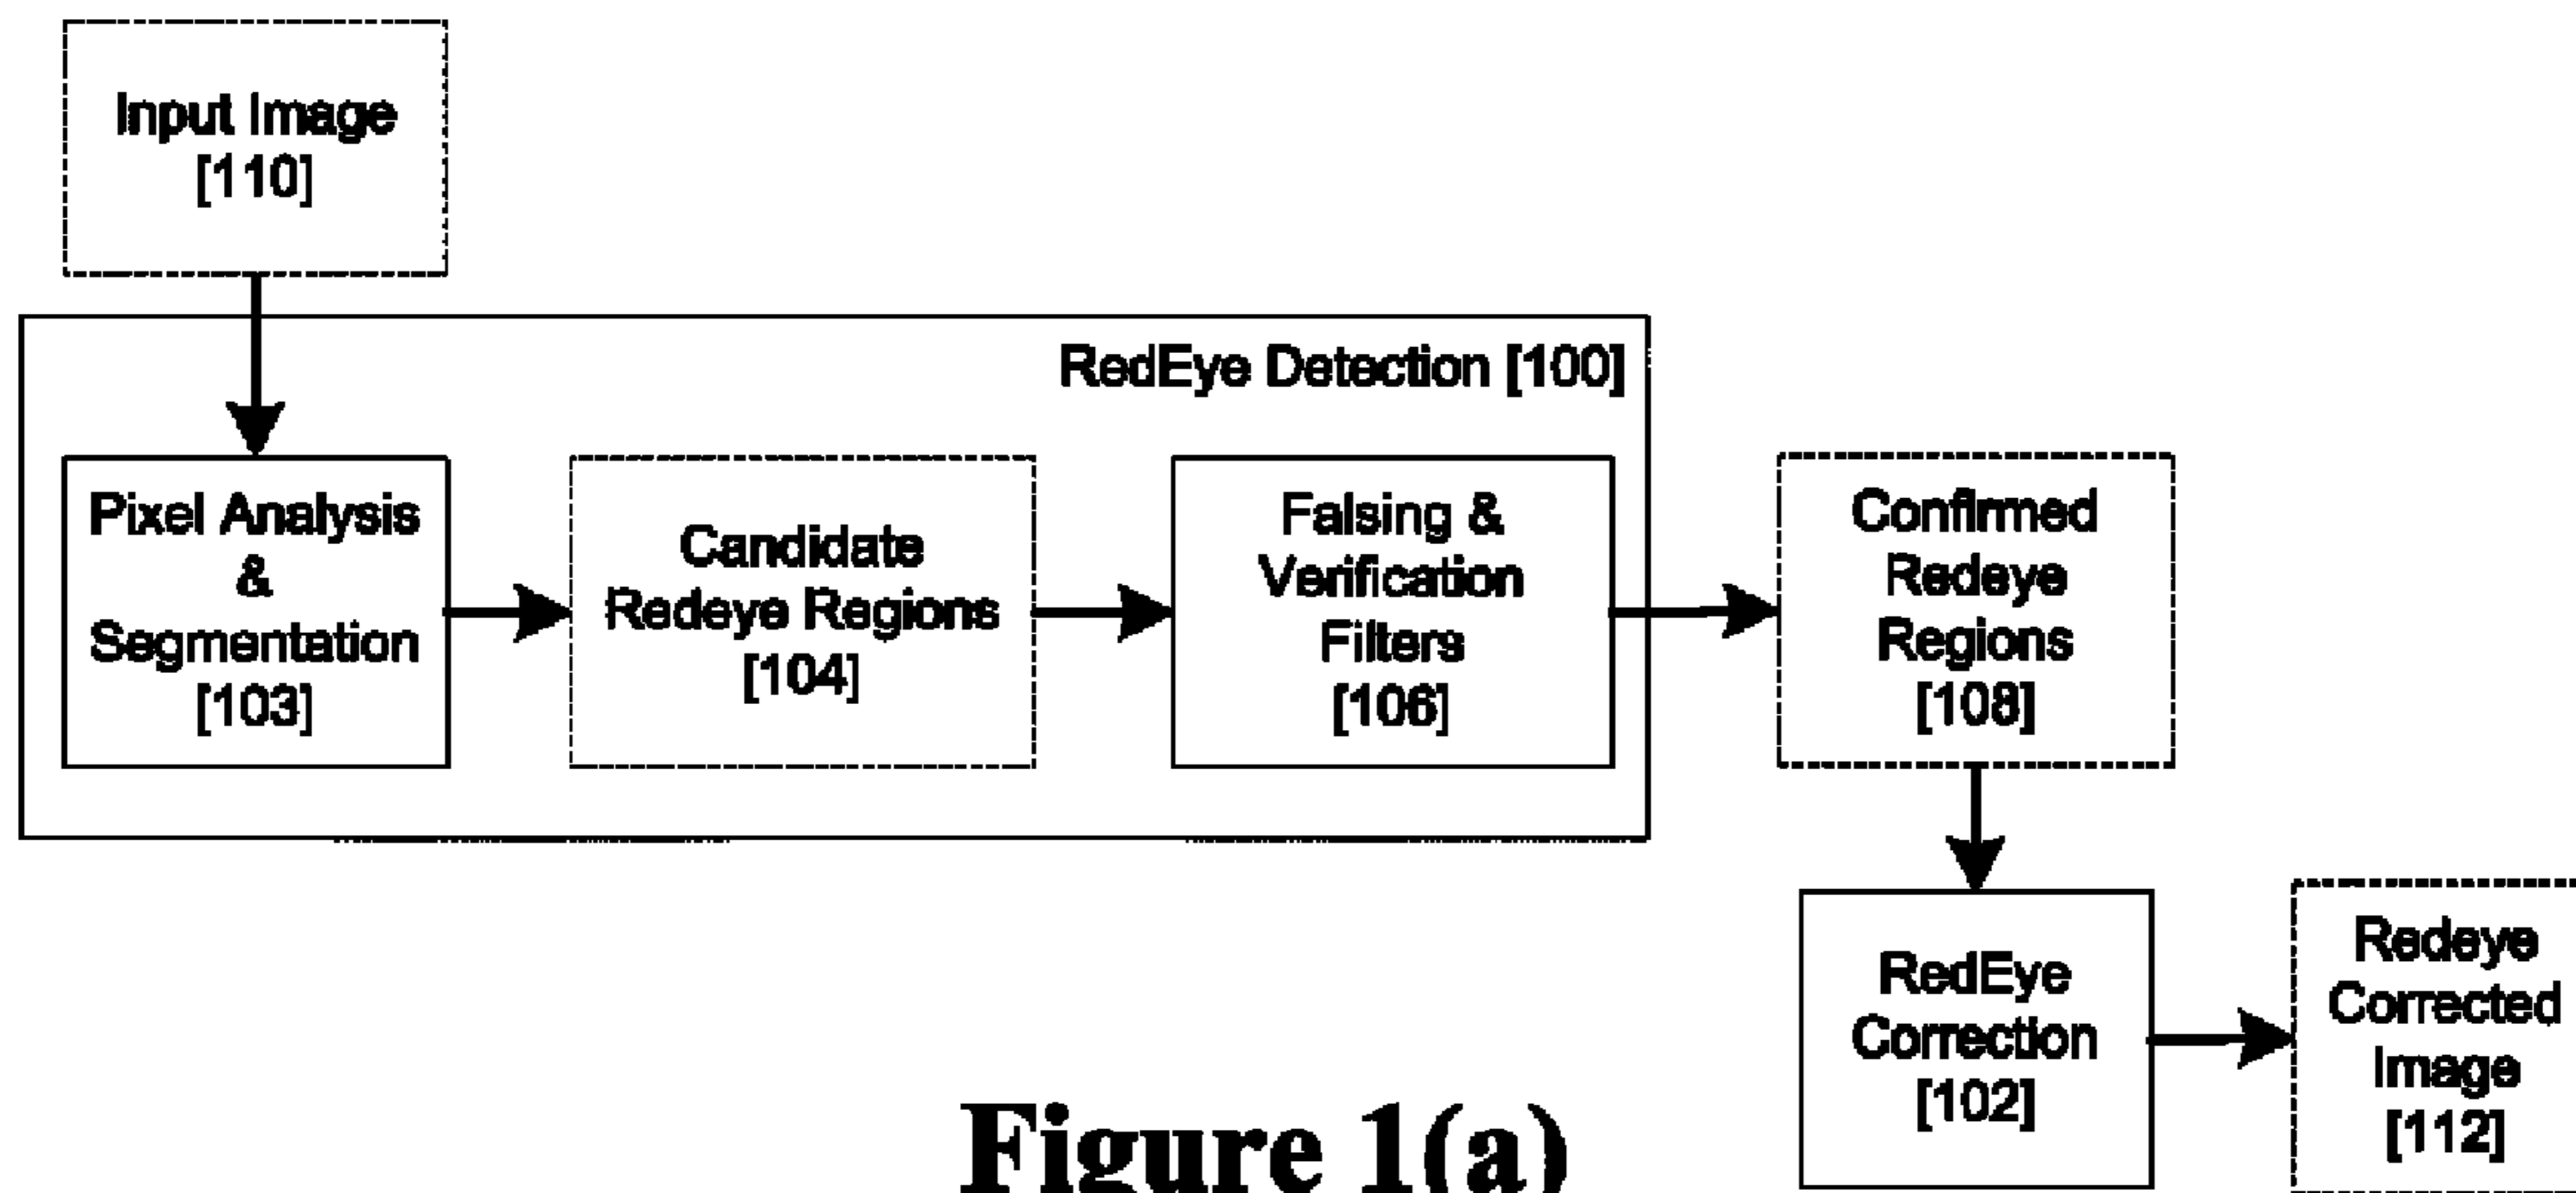 Input Image
[110]
RedEye Detection [100]
Pixel Analysis
&
Segmentation
[103]
Candidate
Redeye Regions
[104]
Falsing &
Verification
Filters
[106]
Confirmed
Redeye
Regions
[108]
RedEye
Correction
[102]
Redeye
Corrected
Image
[112]
Figure 1(a)